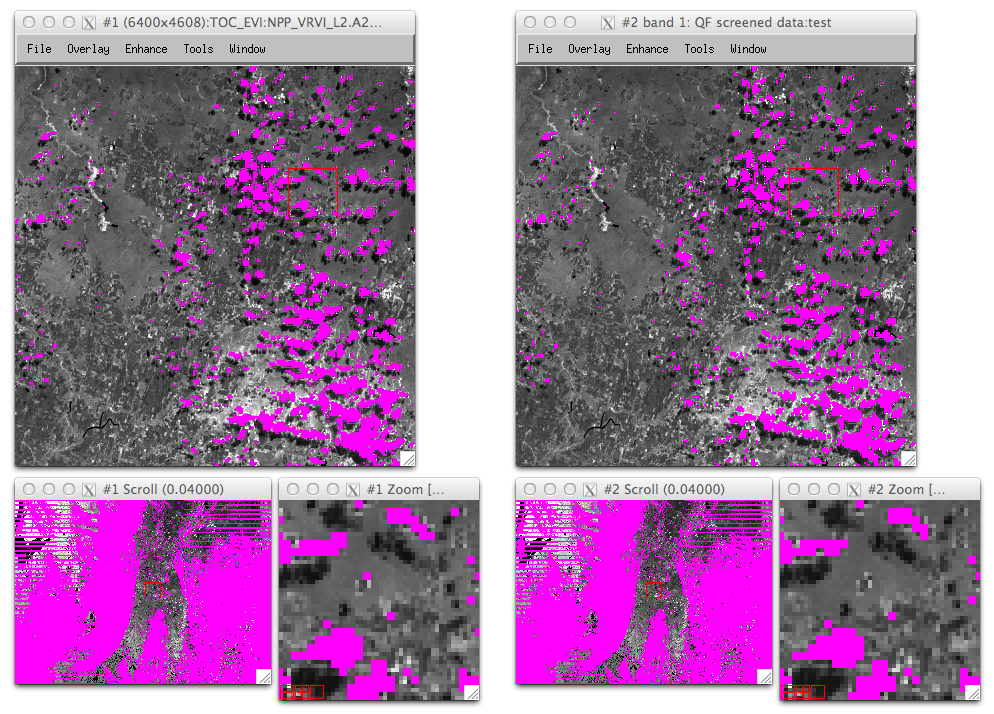 #1 (6400x4608):TOC_EVI:NPP_VRVI_L2.A2...
File Overlay Enhance Tools Window
#2 band 1: QF screened data:test
File Overlay Enhance Tools Window
#1 Scroll (0.04000)
#1 Zoom [...
#2 Scroll (0.04000)
#2 Zoom [...